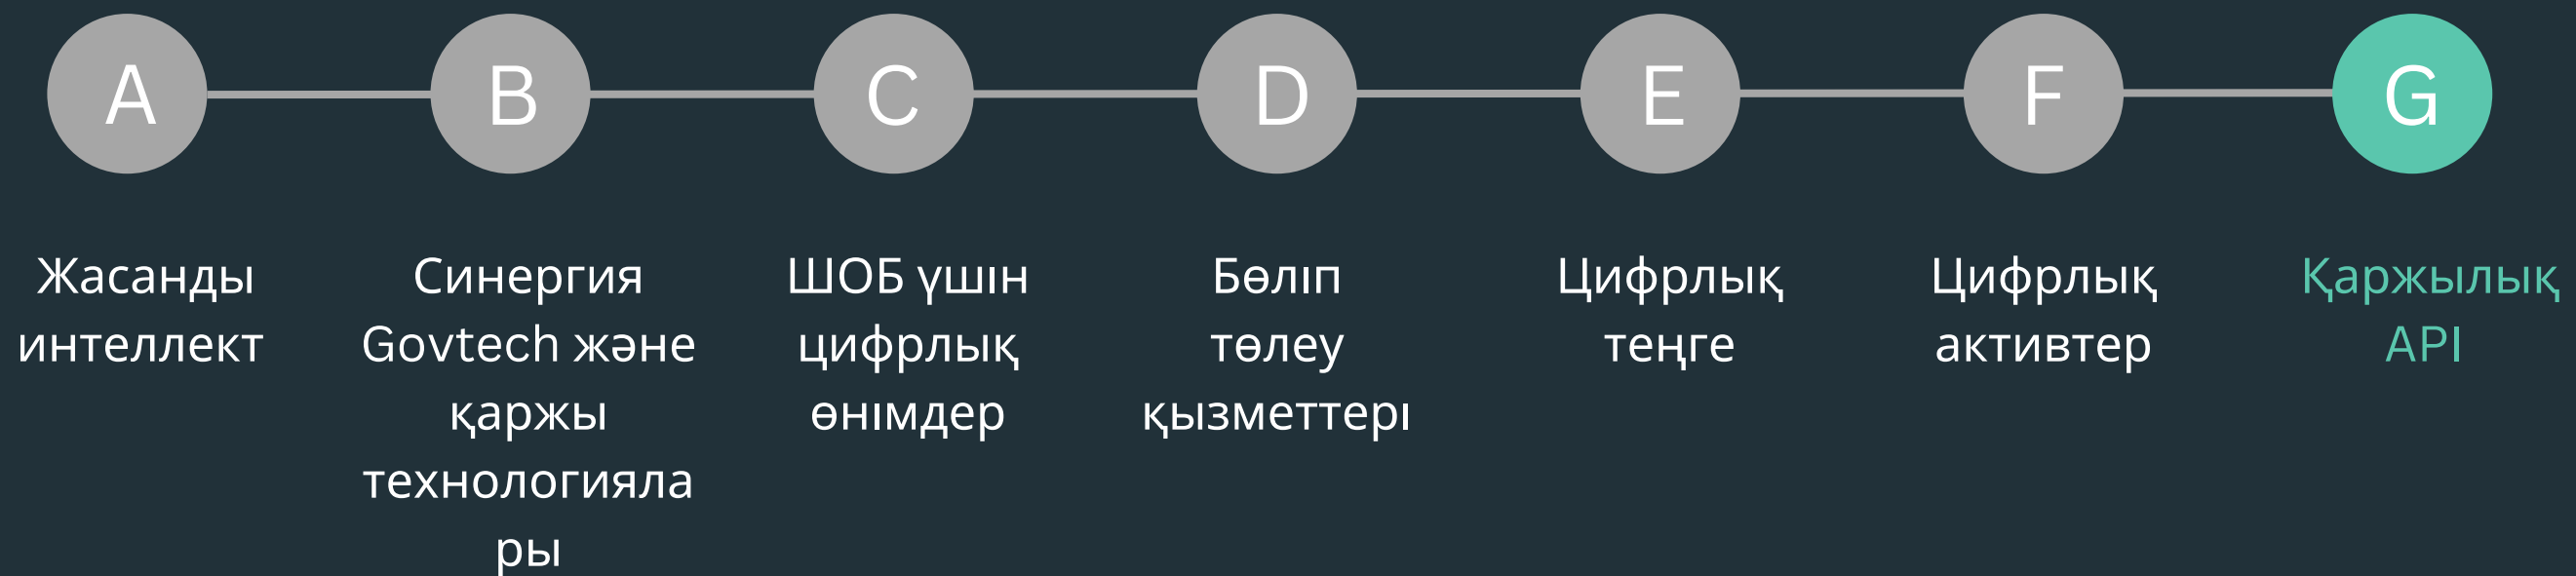 A
B
C
D
E
F
G
Жасанды
интеллект
Синергия
Govtech және
қаржы
технологияла
ры
ШОБ үшін
цифрлық
өнімдер
Бөліп
төлеу
қызметтері
Цифрлық
теңге
Цифрлық
активтер
Қаржылық
API